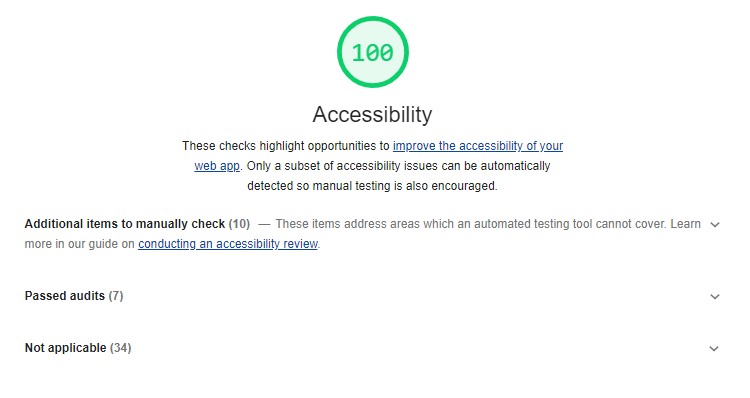 100
Accessibility
These checks highlight opportunities to improve the accessibility of your
web app. Only a subset of accessibility issues can be automatically
detected so manual testing is also encouraged.
Additional items to manually check (10) — These items address areas which an automated testing tool cannot cover. Learn
more in our guide on conducting an accessibility review.
Passed audits (7)
Not applicable (34)